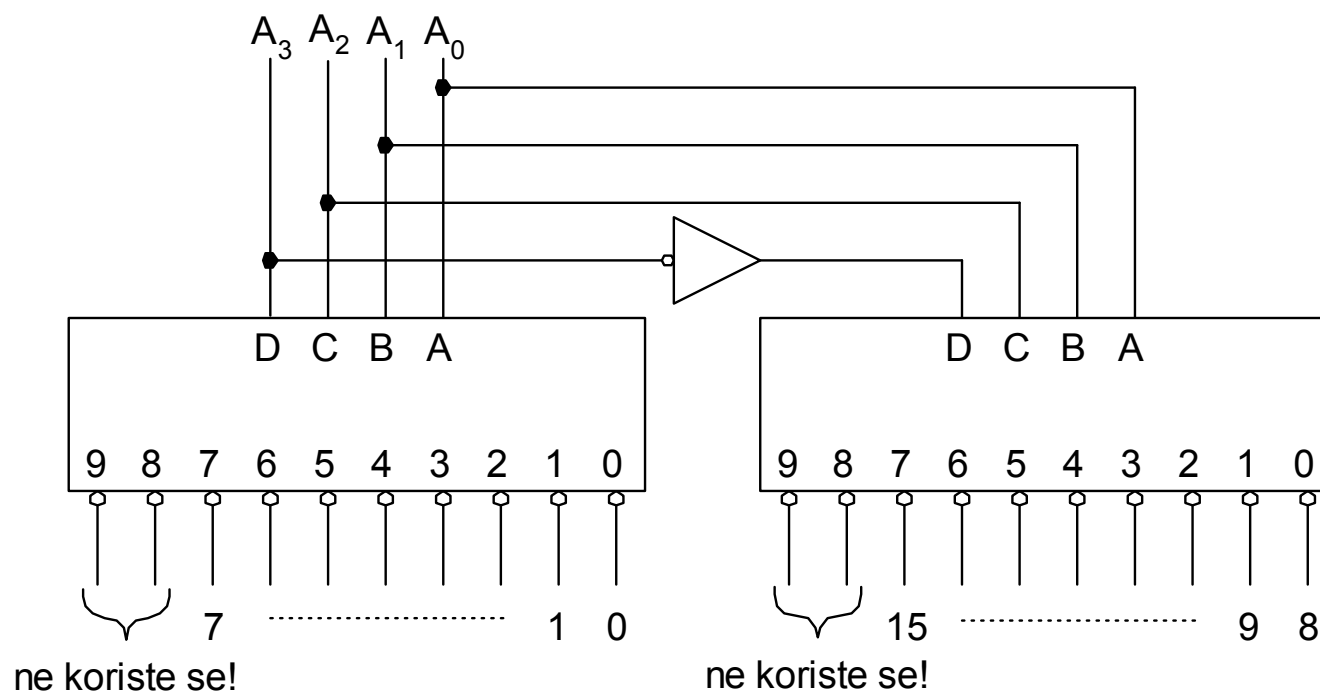 A3 A2 A1 A0
D C B A D C B A
9 8 7 6 5 4 3 2 1 0 9 8 7 6 5 4 3 2 1 0
7 1 0 15 9 8
ne koriste se! ne koriste se!